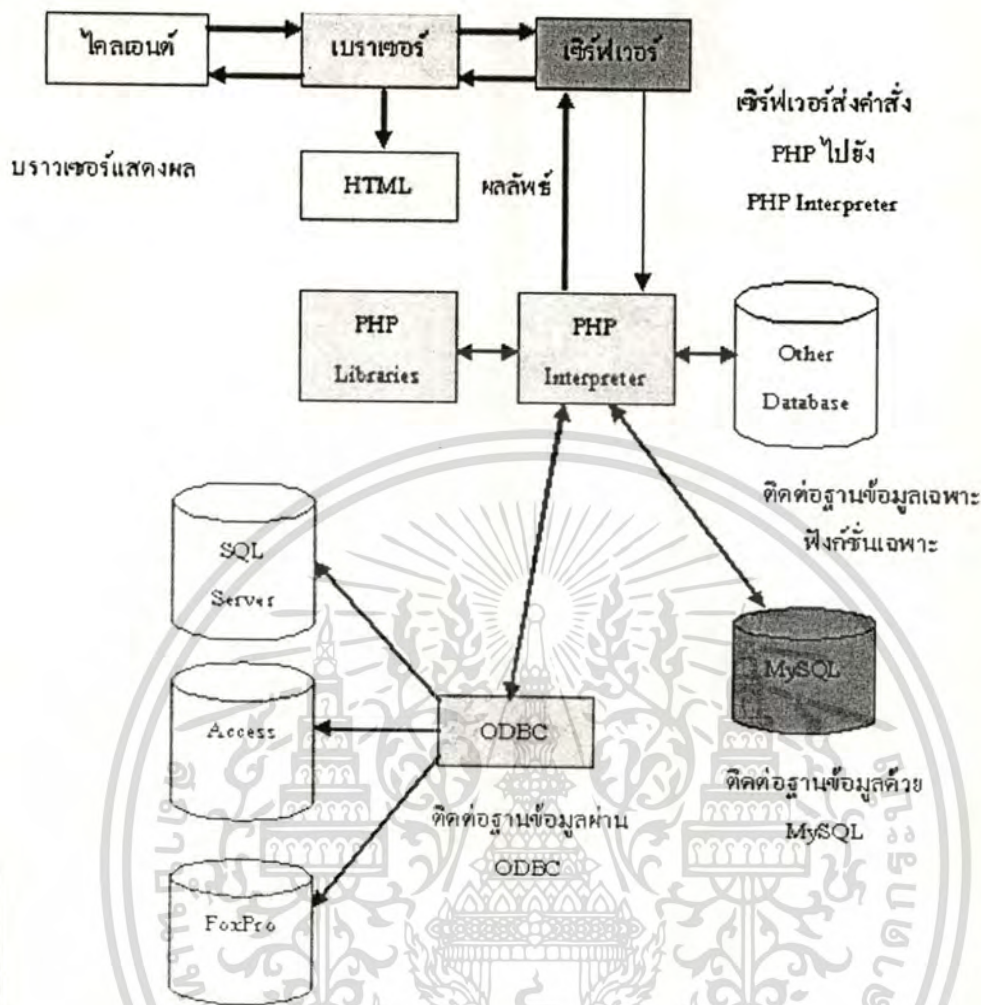 ไคลเอนต์
เบราเซอร์
เซิร์ฟเวอร์
เซิร์ฟเวอร์ส่งคำสั่ง
PHP ไปยัง
PHP Interpreter
บราวเซอร์แสดงผล
HTML
ผลลัพธ์
PHP
Libraries
PHP
Interpreter
Other
Database
ติดต่อฐานข้อมูลเฉพาะ
ฟังก์ชั่นเฉพาะ
SQL
Server
MySQL
Access
ODBC
ติดต่อฐานข้อมูลด้วย
MySQL
ติดต่อฐานข้อมูลผ่าน
ODBC
FoxPro